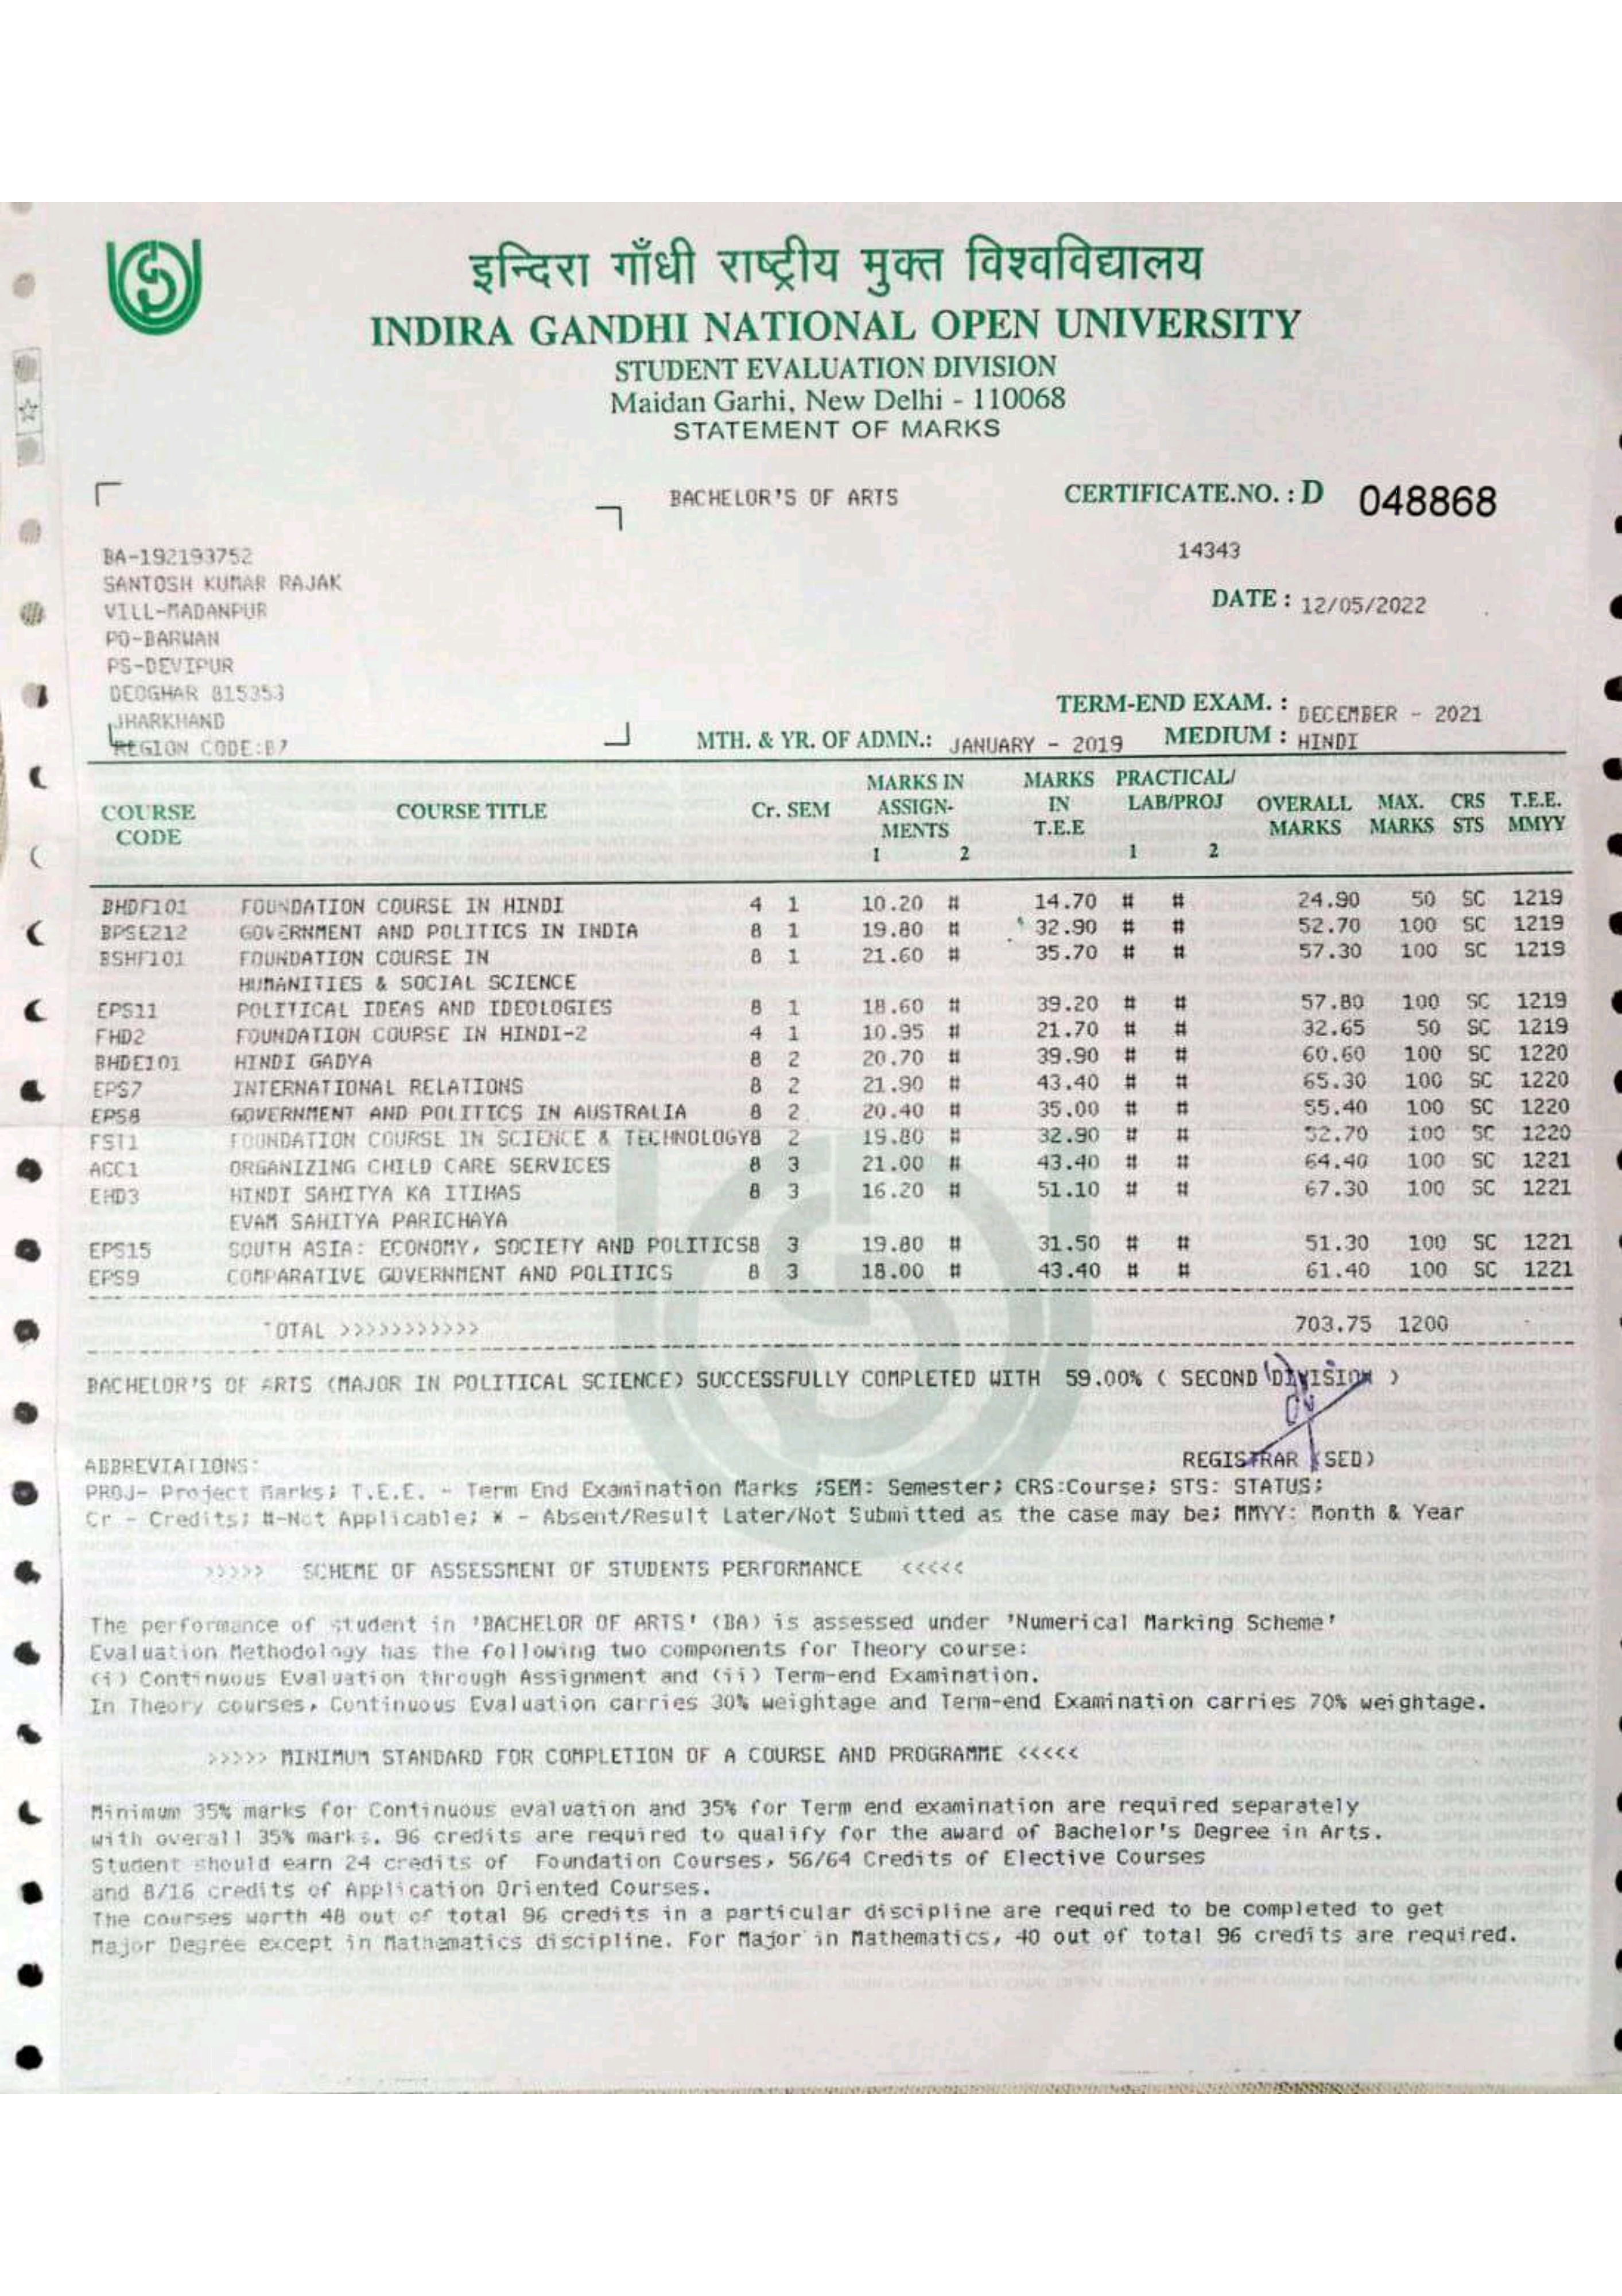 इन्दिरा गाँधी राष्ट्रीय मुक्त विश्वविद्यालय
INDIRA GANDHI NATIONAL OPEN UNIVERSITY
STUDENT EVALUATION DIVISION
Maidan Garhi, New Delhi - 110068
STATEMENT OF MARKS
BACHELOR'S OF ARTS CERTIFICATE.NO. : D 048868
14343
DATE : 12/05/2022
BA-192193752
SANTOSH KUMAR RAJAK
VILL-MADANPUR
PO-BARWAN
PS-DEVIPUR
DEOGHAR 815353
JHARKHAND
REGION CODE:87
TERM-END EXAM. : DECEMBER - 2021
MTH. & YR. OF ADMN.: JANUARY - 2019 MEDIUM : HINDI
COURSE CODE COURSE TITLE Cr. SEM MARKS IN ASSIGN- MENTS 1 2 MARKS IN T.E.E PRACTICAL/ LAB/PROJ 1 2 OVERALL MARKS MAX. MARKS CRS STS T.E.E. MMYY
BHDF101 FOUNDATION COURSE IN HINDI 4 1 10.20 # 14.70 # # 24.90 50 SC 1219
BPSE212 GOVERNMENT AND POLITICS IN INDIA 8 1 19.80 # 32.90 # # 52.70 100 SC 1219
BSHF101 FOUNDATION COURSE IN 8 1 21.60 # 35.70 # # 57.30 100 SC 1219
HUMANITIES & SOCIAL SCIENCE
EPS11 POLITICAL IDEAS AND IDEOLOGIES 8 1 18.60 # 39.20 # # 57.80 100 SC 1219
FHD2 FOUNDATION COURSE IN HINDI-2 4 1 10.95 # 21.70 # # 32.65 50 SC 1219
BHDE101 HINDI GADYA 8 2 20.70 # 39.90 # # 60.60 100 SC 1220
EPS7 INTERNATIONAL RELATIONS 8 2 21.90 # 43.40 # # 65.30 100 SC 1220
EPS8 GOVERNMENT AND POLITICS IN AUSTRALIA 8 2 20.40 # 35.00 # # 55.40 100 SC 1220
FST1 FOUNDATION COURSE IN SCIENCE & TECHNOLOGY8 2 19.80 # 32.90 # # 52.70 100 SC 1220
ACC1 ORGANIZING CHILD CARE SERVICES 8 3 21.00 # 43.40 # # 64.40 100 SC 1221
EHD3 HINDI SAHITYA KA ITIHAS 8 3 16.20 # 51.10 # # 67.30 100 SC 1221
EVAM SAHITYA PARICHAYA
EPS15 SOUTH ASIA: ECONOMY, SOCIETY AND POLITICS8 3 19.80 # 31.50 # # 51.30 100 SC 1221
EPS9 COMPARATIVE GOVERNMENT AND POLITICS 8 3 18.00 # 43.40 # # 61.40 100 SC 1221
TOTAL >>>>>>>>>>> 703.75 1200
BACHELOR'S OF ARTS (MAJOR IN POLITICAL SCIENCE) SUCCESSFULLY COMPLETED WITH 59.00% ( SECOND DIVISION )
REGISTRAR (SED)
ABBREVIATIONS:
PROJ- Project Marks; T.E.E. - Term End Examination Marks ;SEM: Semester; CRS:Course; STS: STATUS;
Cr - Credits; #-Not Applicable; * - Absent/Result Later/Not Submitted as the case may be; MMYY: Month & Year
>>>>> SCHEME OF ASSESSMENT OF STUDENTS PERFORMANCE <<<<<
The performance of student in 'BACHELOR OF ARTS' (BA) is assessed under 'Numerical Marking Scheme'
Evaluation Methodology has the following two components for Theory course:
(i) Continuous Evaluation through Assignment and (ii) Term-end Examination.
In Theory courses, Continuous Evaluation carries 30% weightage and Term-end Examination carries 70% weightage.
>>>>> MINIMUM STANDARD FOR COMPLETION OF A COURSE AND PROGRAMME <<<<<
Minimum 35% marks for Continuous evaluation and 35% for Term end examination are required separately
with overall 35% marks. 96 credits are required to qualify for the award of Bachelor's Degree in Arts.
Student should earn 24 credits of Foundation Courses, 56/64 Credits of Elective Courses
and 8/16 credits of Application Oriented Courses.
The courses worth 48 out of total 96 credits in a particular discipline are required to be completed to get
Major Degree except in Mathematics discipline. For Major in Mathematics, 40 out of total 96 credits are required.